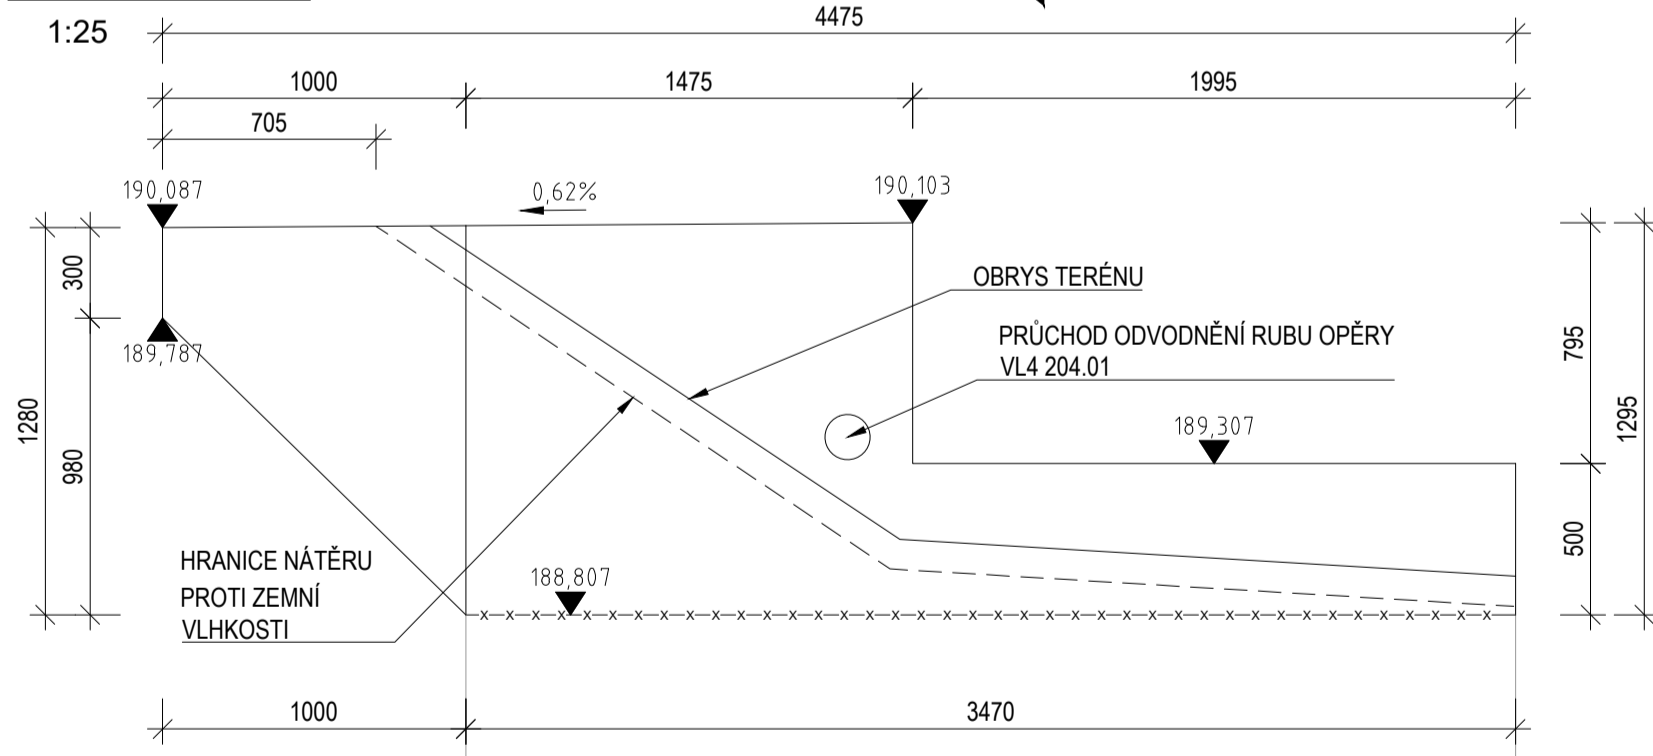 1:25
4475
1000
1475
1995
705
190,087
0,62%
190,103
300
OBRYS TERÉNU
PRŮCHOD ODVODNĚNÍ RUBU OPĚRY
VL4 204.01
795
189,787
1280
1295
189,307
980
500
HRANICE NÁTĚRU
PROTI ZEMNÍ
VLHKOSTI
188,807
x x x x x x x x x x x x x x x x x x x x x x x x x x x x x x x x x x x x x x x x x
1000
3470